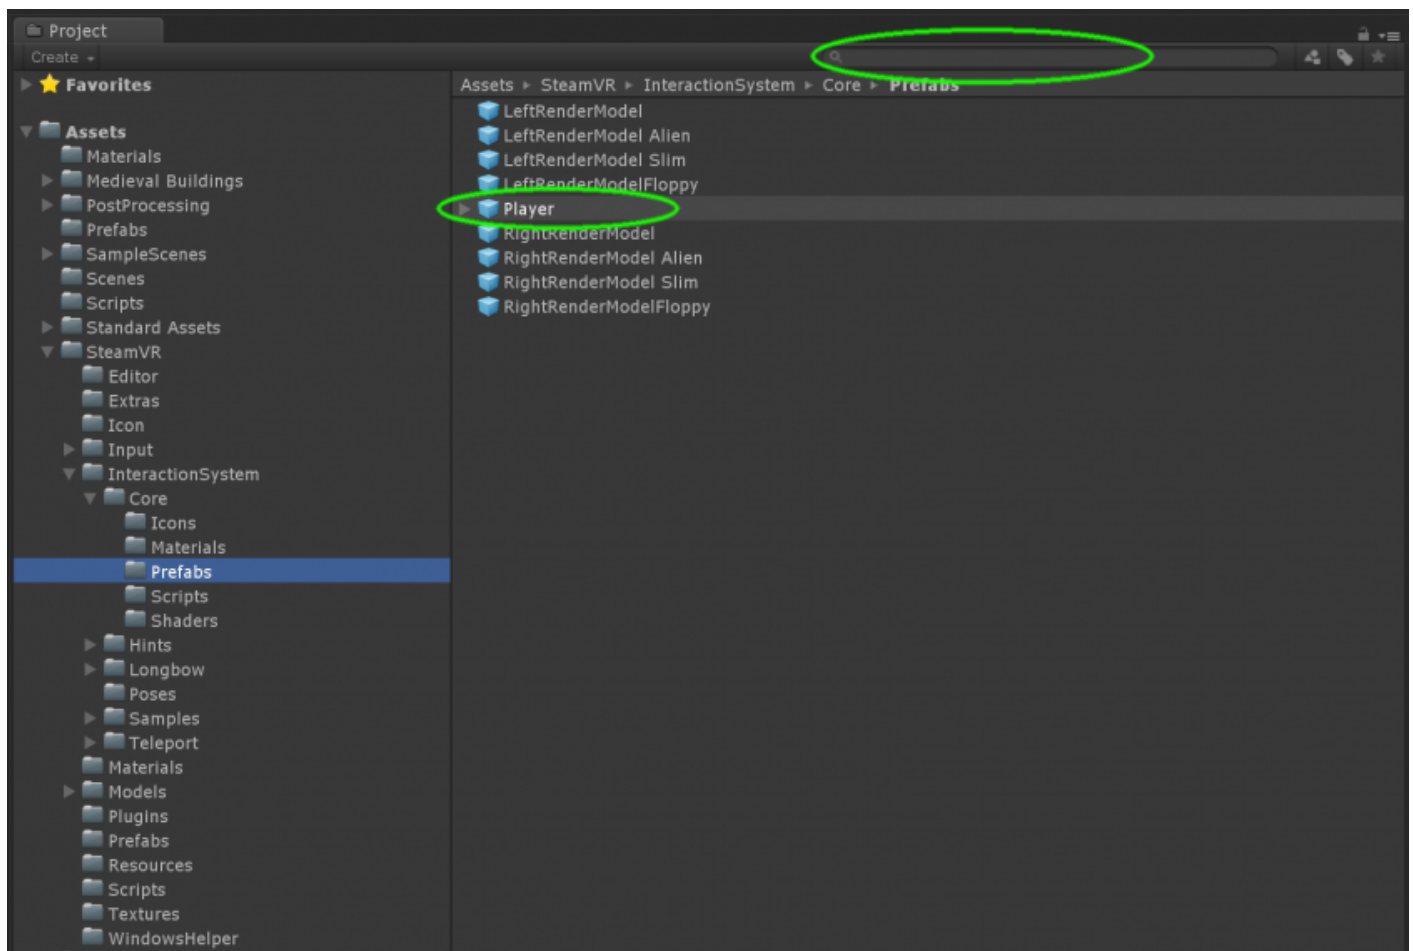 Project
Create
Favorites
Assets
Materials
Medieval Buildings
PostProcessing
Prefabs
SampleScenes
Scenes
Scripts
Standard Assets
SteamVR
Editor
Extras
Icon
Input
InteractionSystem
Core
Icons
Materials
Prefabs
Scripts
Shaders
Hints
Longbow
Poses
Samples
Teleport
Materials
Models
Plugins
Prefabs
Resources
Scripts
Textures
WindowsHelper
Assets ▸ SteamVR ▸ InteractionSystem ▸ Core ▸ Prefabs
LeftRenderModel
LeftRenderModel Alien
LeftRenderModel Slim
LeftRenderModelFloppy
Player
RightRenderModel
RightRenderModel Alien
RightRenderModel Slim
RightRenderModelFloppy